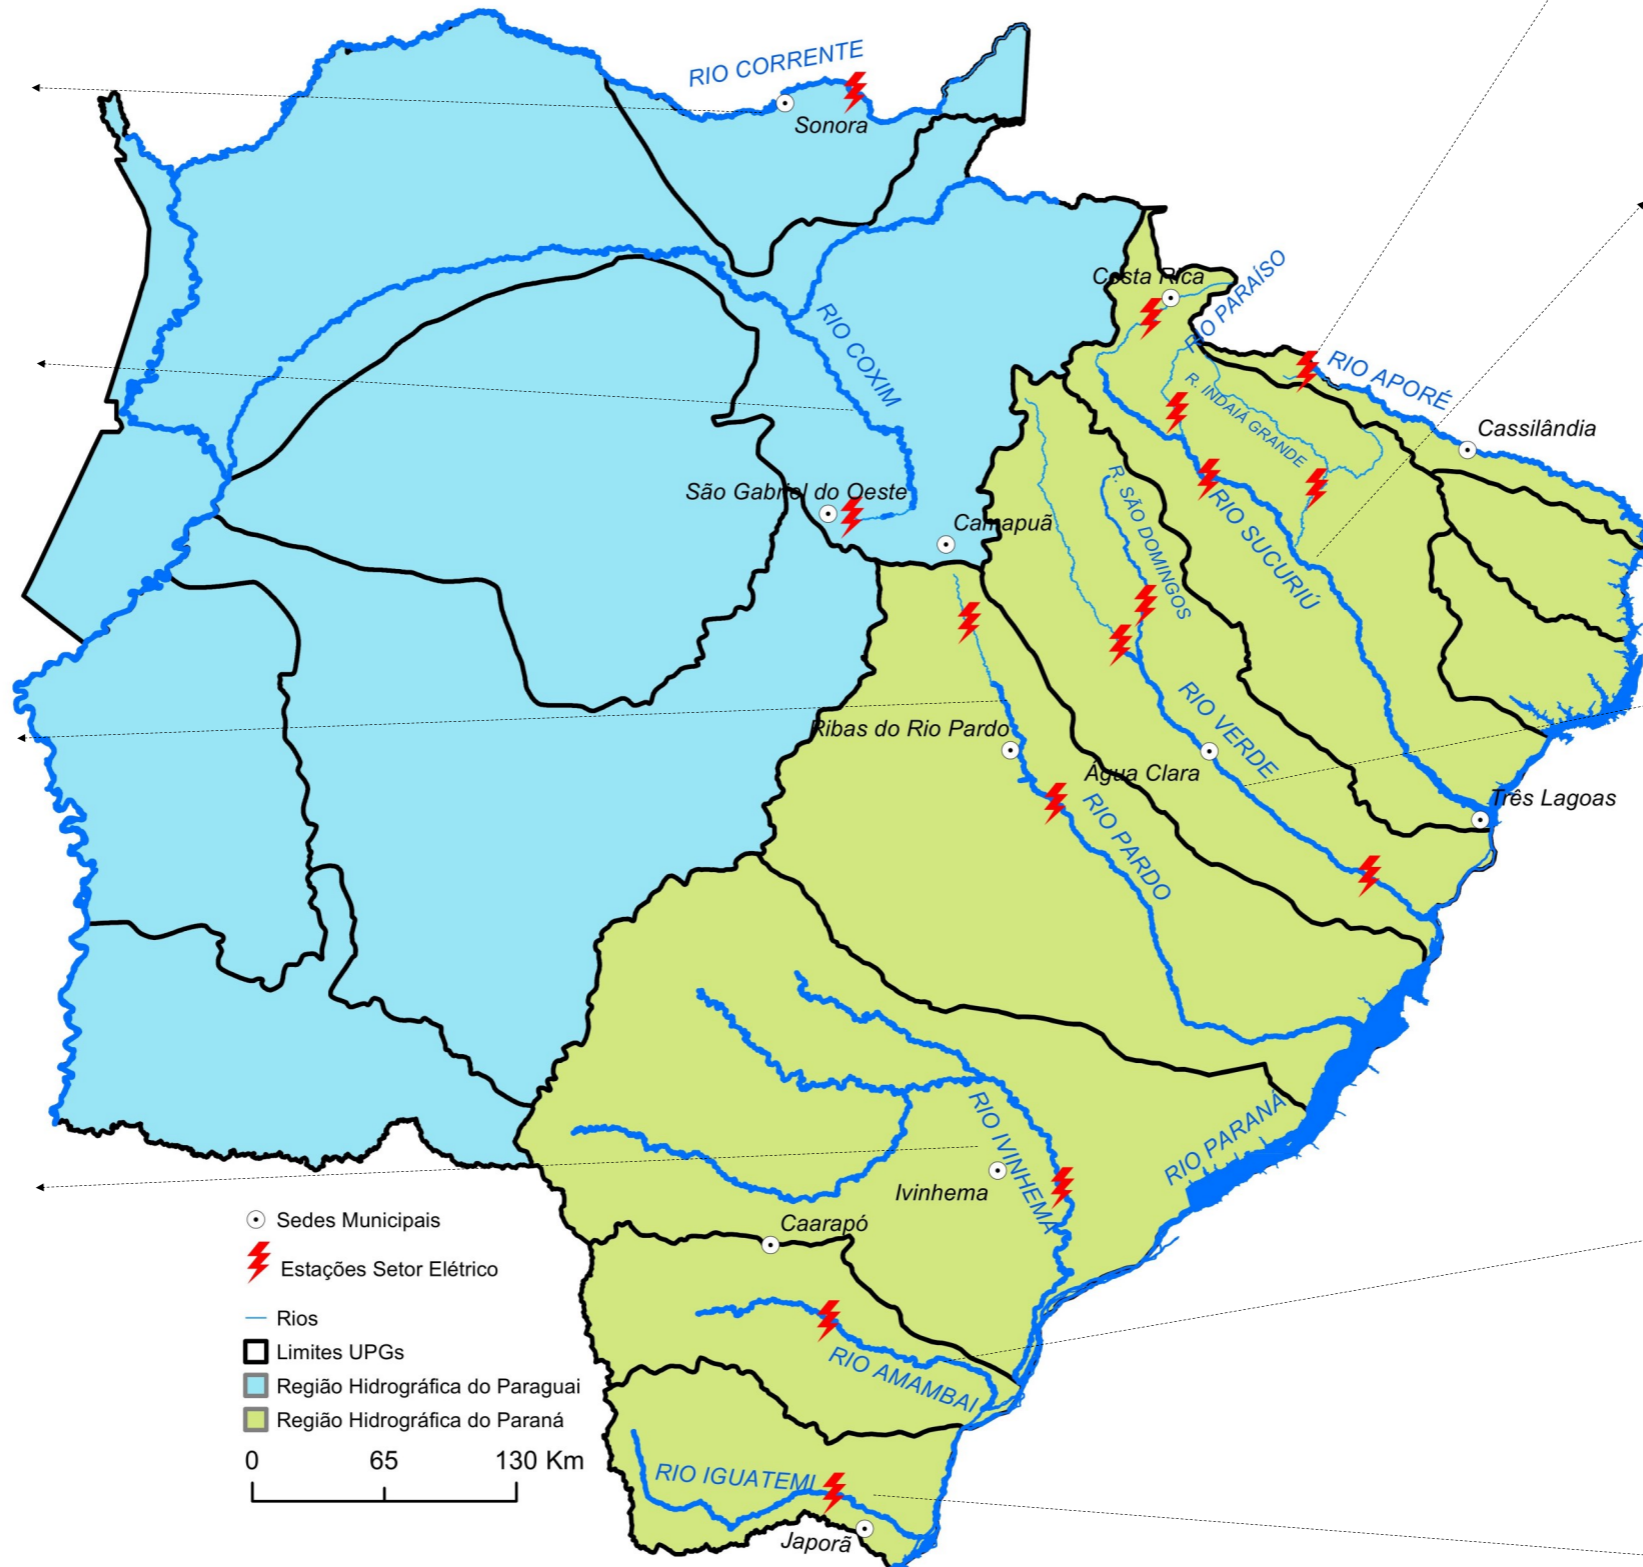 RIO CORRENTE
Sonora
Costa Rica
RIO PARAÍSO
RIO COXIM
RIO APORÉ
R. INDAIÁ GRANDE
Cassilândia
São Gabriel do Oeste
Camapuã
R. SÃO DOMINGOS
RIO SUCURIÚ
Ribas do Rio Pardo
RIO VERDE
Água Clara
Três Lagoas
RIO PARDO
RIO IVINHEMA
RIO PARANÁ
Ivinhema
Caarapó
RIO AMAMBAI
RIO IGUATEMI
Japorã
Sedes Municipais
Estações Setor Elétrico
Rios
Limites UPGs
Região Hidrográfica do Paraguai
Região Hidrográfica do Paraná
0 65 130 Km